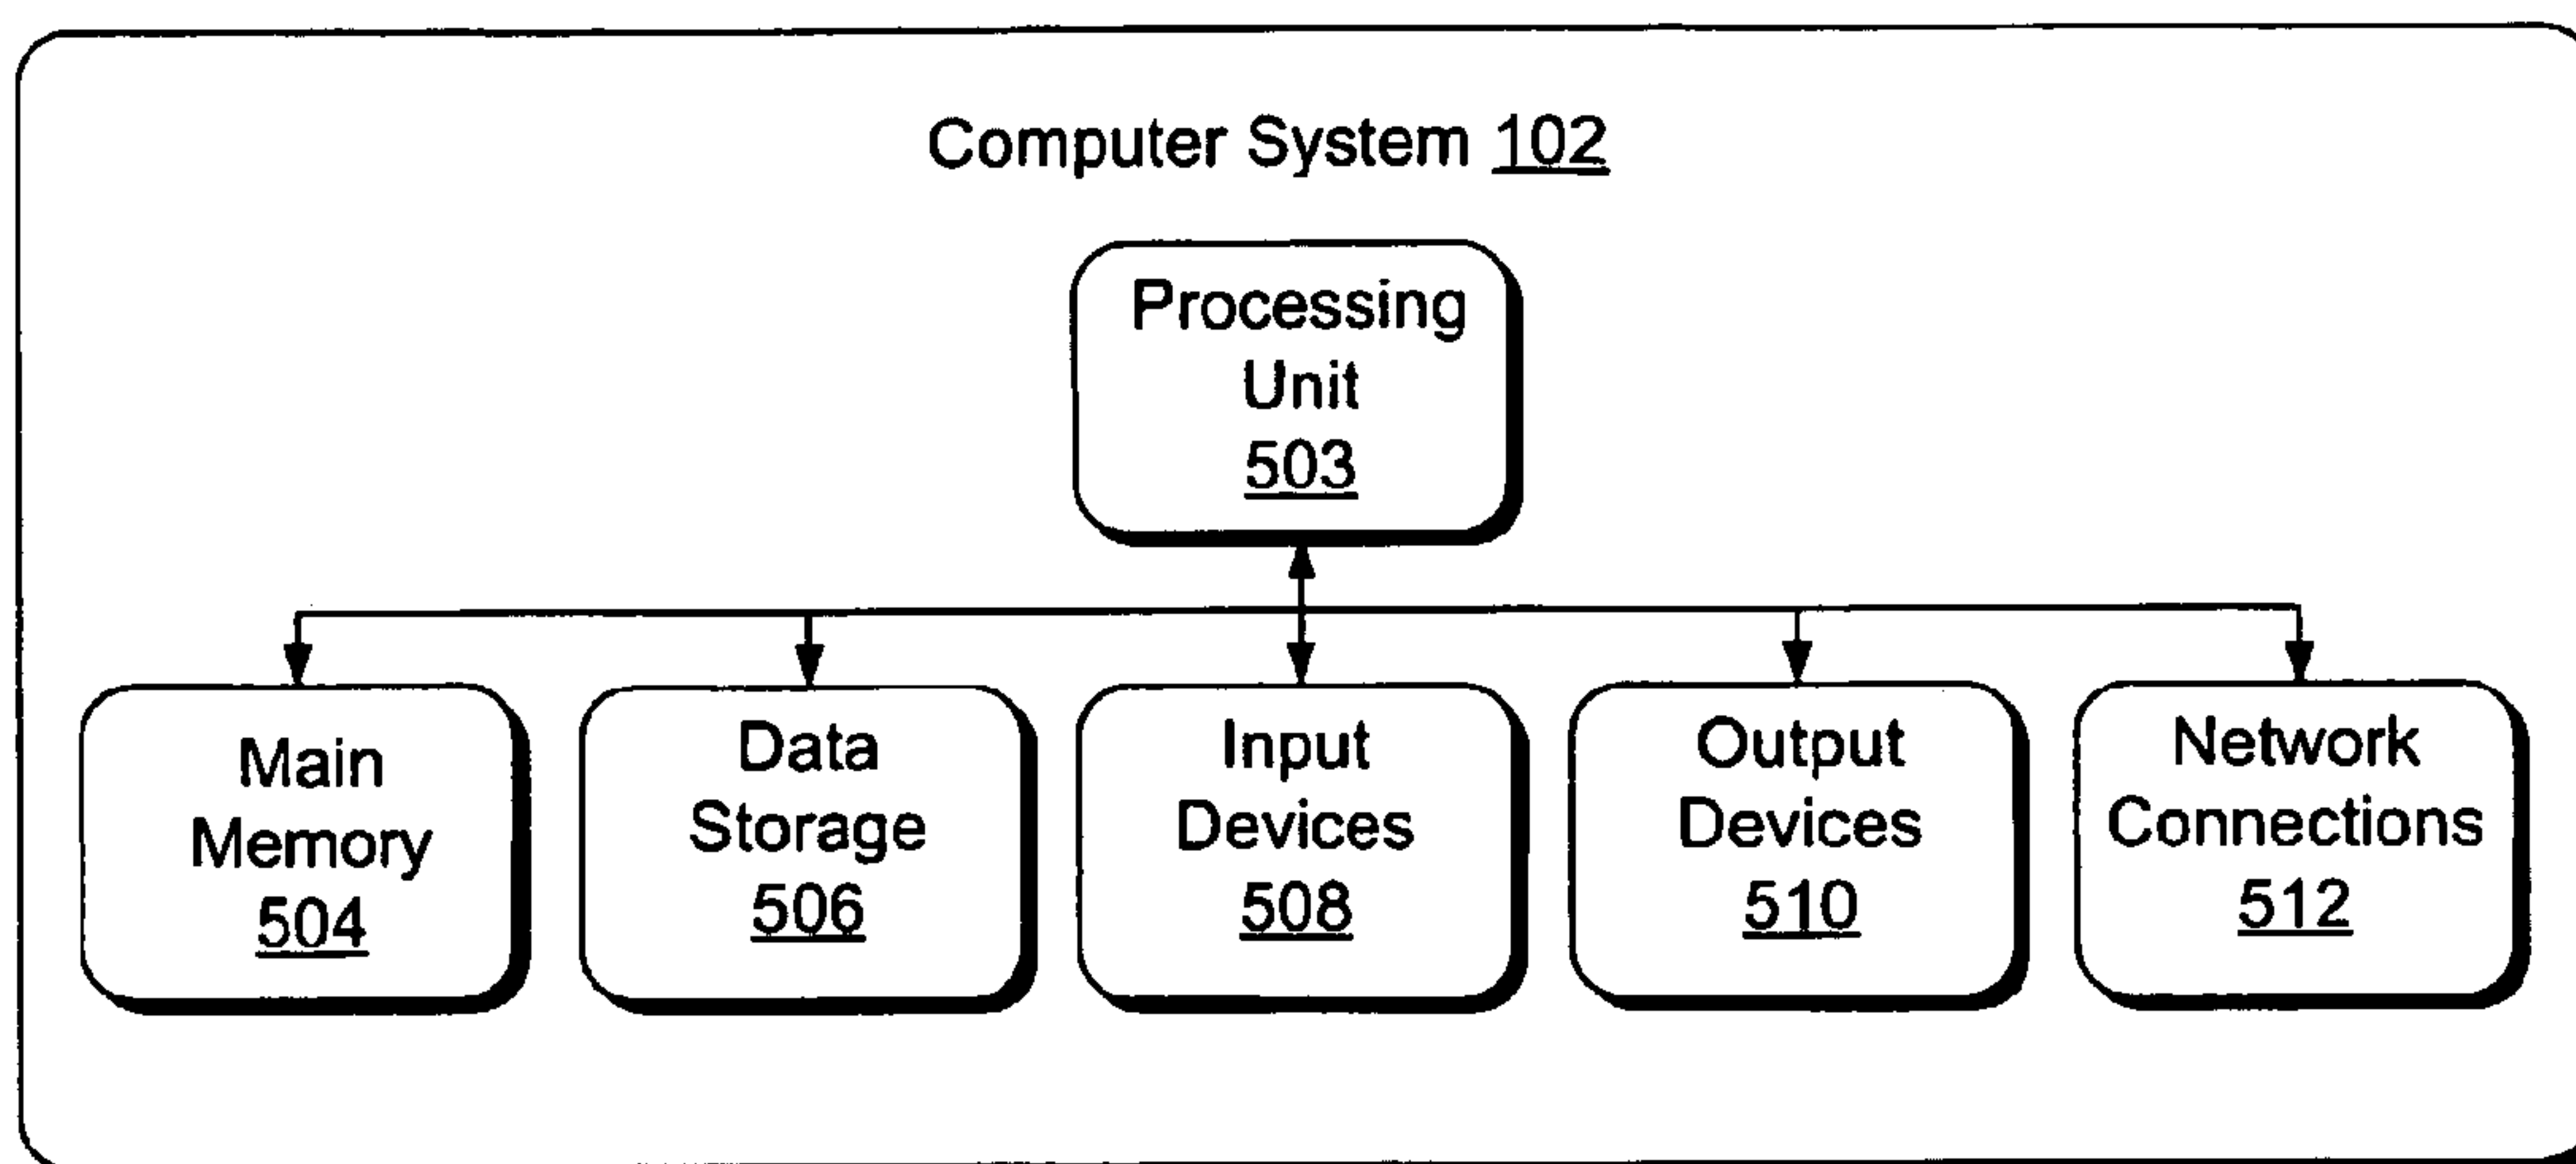 Computer System 102
Processing
Unit
503
Main
Memory
504
Data
Storage
506
Input
Devices
508
Output
Devices
510
Network
Connections
512